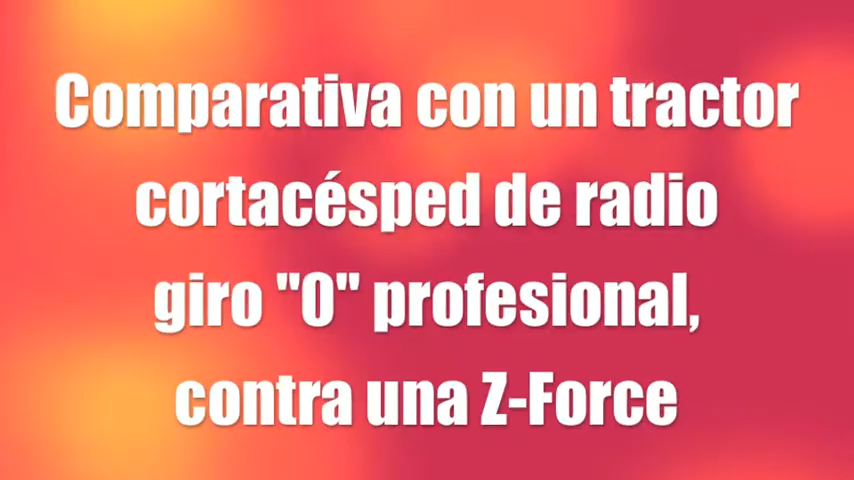 Comparativa con un tractor
cortacésped de radio
giro "0" profesional,
contra una Z-Force